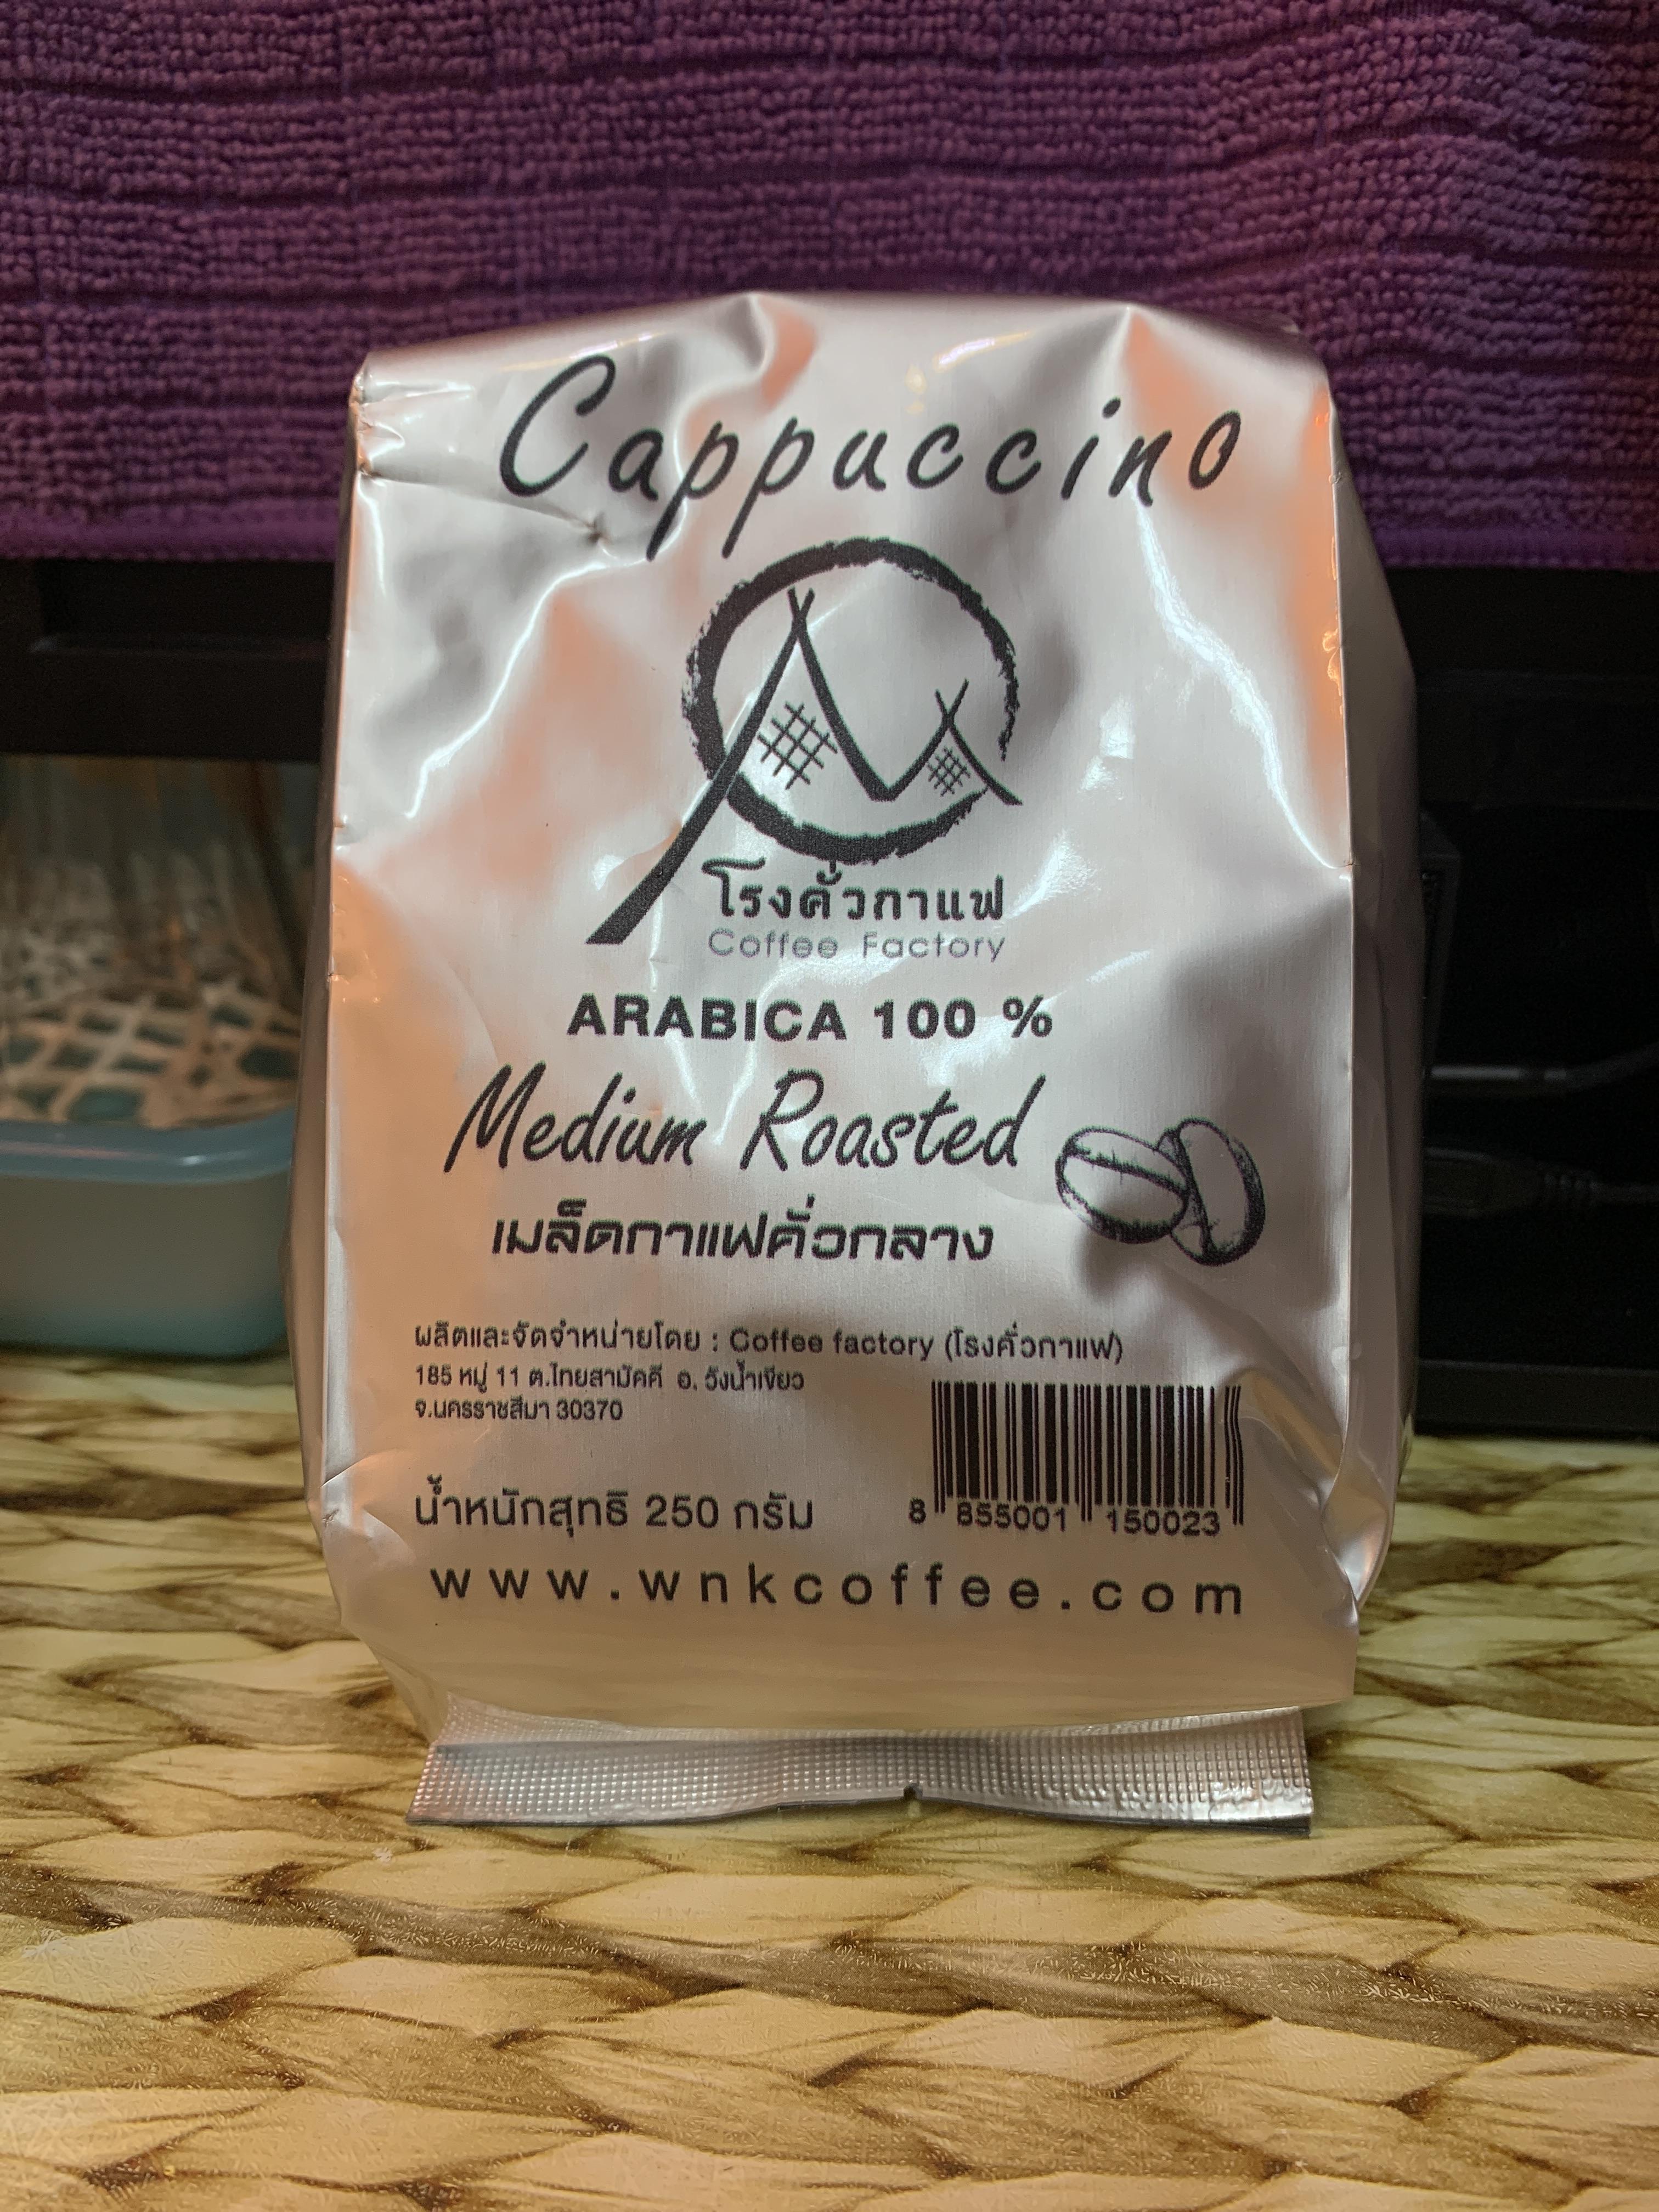 Cappuccino
โรงคั่วกาแฟ
Coffee Factory
ARABICA 100 %
Medium Roasted
เมล็ดกาแฟคั่วกลาง
ผลิตและจัดจำหน่ายโดย : Coffee factory (โรงคั่วกาแฟ)
185 หมู่ 11 ต.ไทยสามัคคี อ. วังน้ำเขียว
จ.นครราชสีมา 30370
น้ำหนักสุทธิ 250 กรัม
8 855001 150023
www.wnkcoffee.com